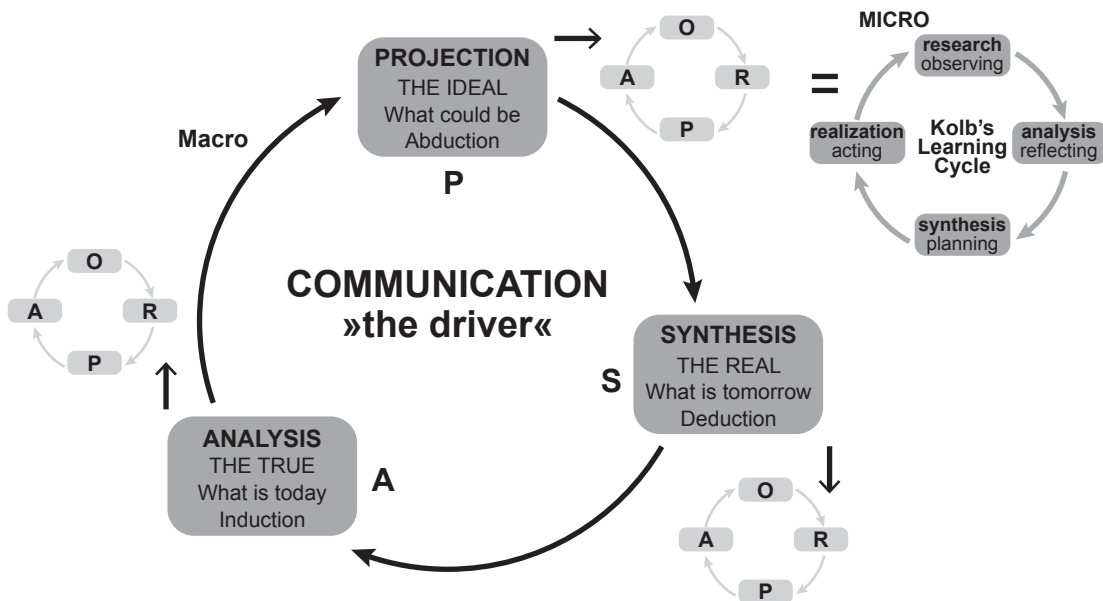 PROJECTION
THE IDEAL
What could be
Abduction
P
Macro
O
A
R
P
=
MICRO
research
observing
realization
acting
Kolb's
Learning
Cycle
analysis
reflecting
synthesis
planning
COMMUNICATION
»the driver«
O
A
R
P
SYNTHESIS
THE REAL
What is tomorrow
Deduction
S
ANALYSIS
THE TRUE
What is today
Induction
A
O
A
R
P